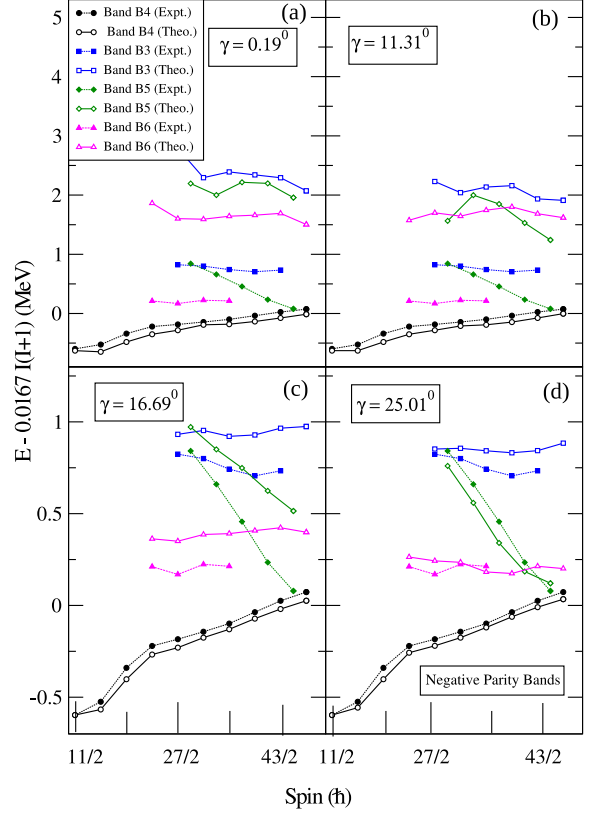 Band B4 (Expt.)
Band B4 (Theo.)
Band B3 (Expt.)
Band B3 (Theo.)
Band B5 (Expt.)
Band B5 (Theo.)
Band B6 (Expt.)
Band B6 (Theo.)
(a)
γ = 0.19⁰
(b)
γ = 11.31⁰
5
4
3
2
1
0
E - 0.0167 I(I+1) (MeV)
(c)
γ = 16.69⁰
(d)
γ = 25.01⁰
1
0.5
0
-0.5
Negative Parity Bands
11/2 27/2 43/2 11/2 27/2 43/2
Spin (ħ)